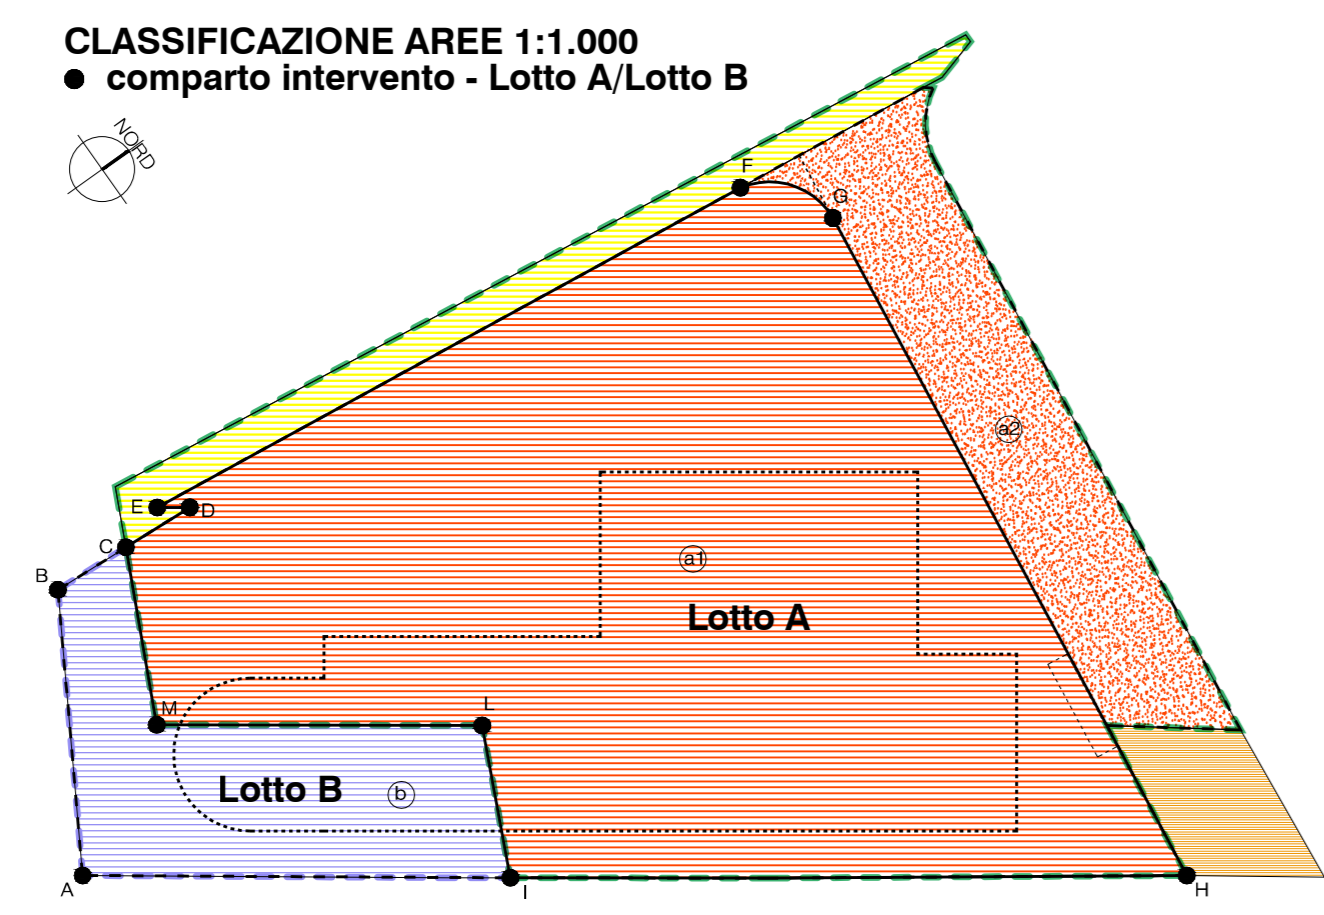 CLASSIFICAZIONE AREE 1:1.000
● comparto intervento - Lotto A/Lotto B
NORD
F
G
a2
E
D
C
B
a1
Lotto A
M
L
Lotto B
b
A
I
H